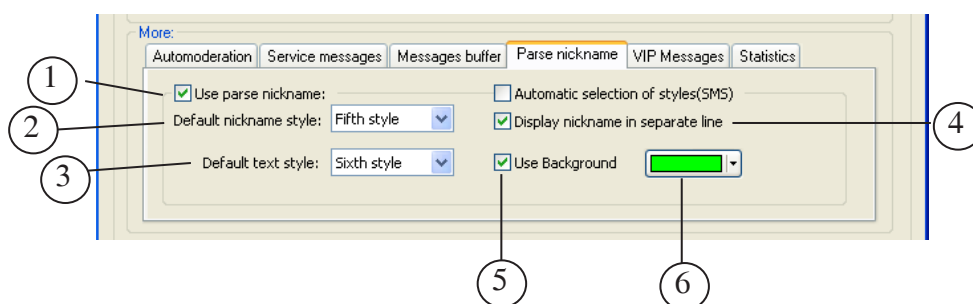 More:
Automoderation Service messages Messages buffer Parse nickname VIP Messages Statistics
1 Use parse nickname: Automatic selection of styles(SMS)
2 Default nickname style: Fifth style Display nickname in separate line 4
3 Default text style: Sixth style Use Background
5 6